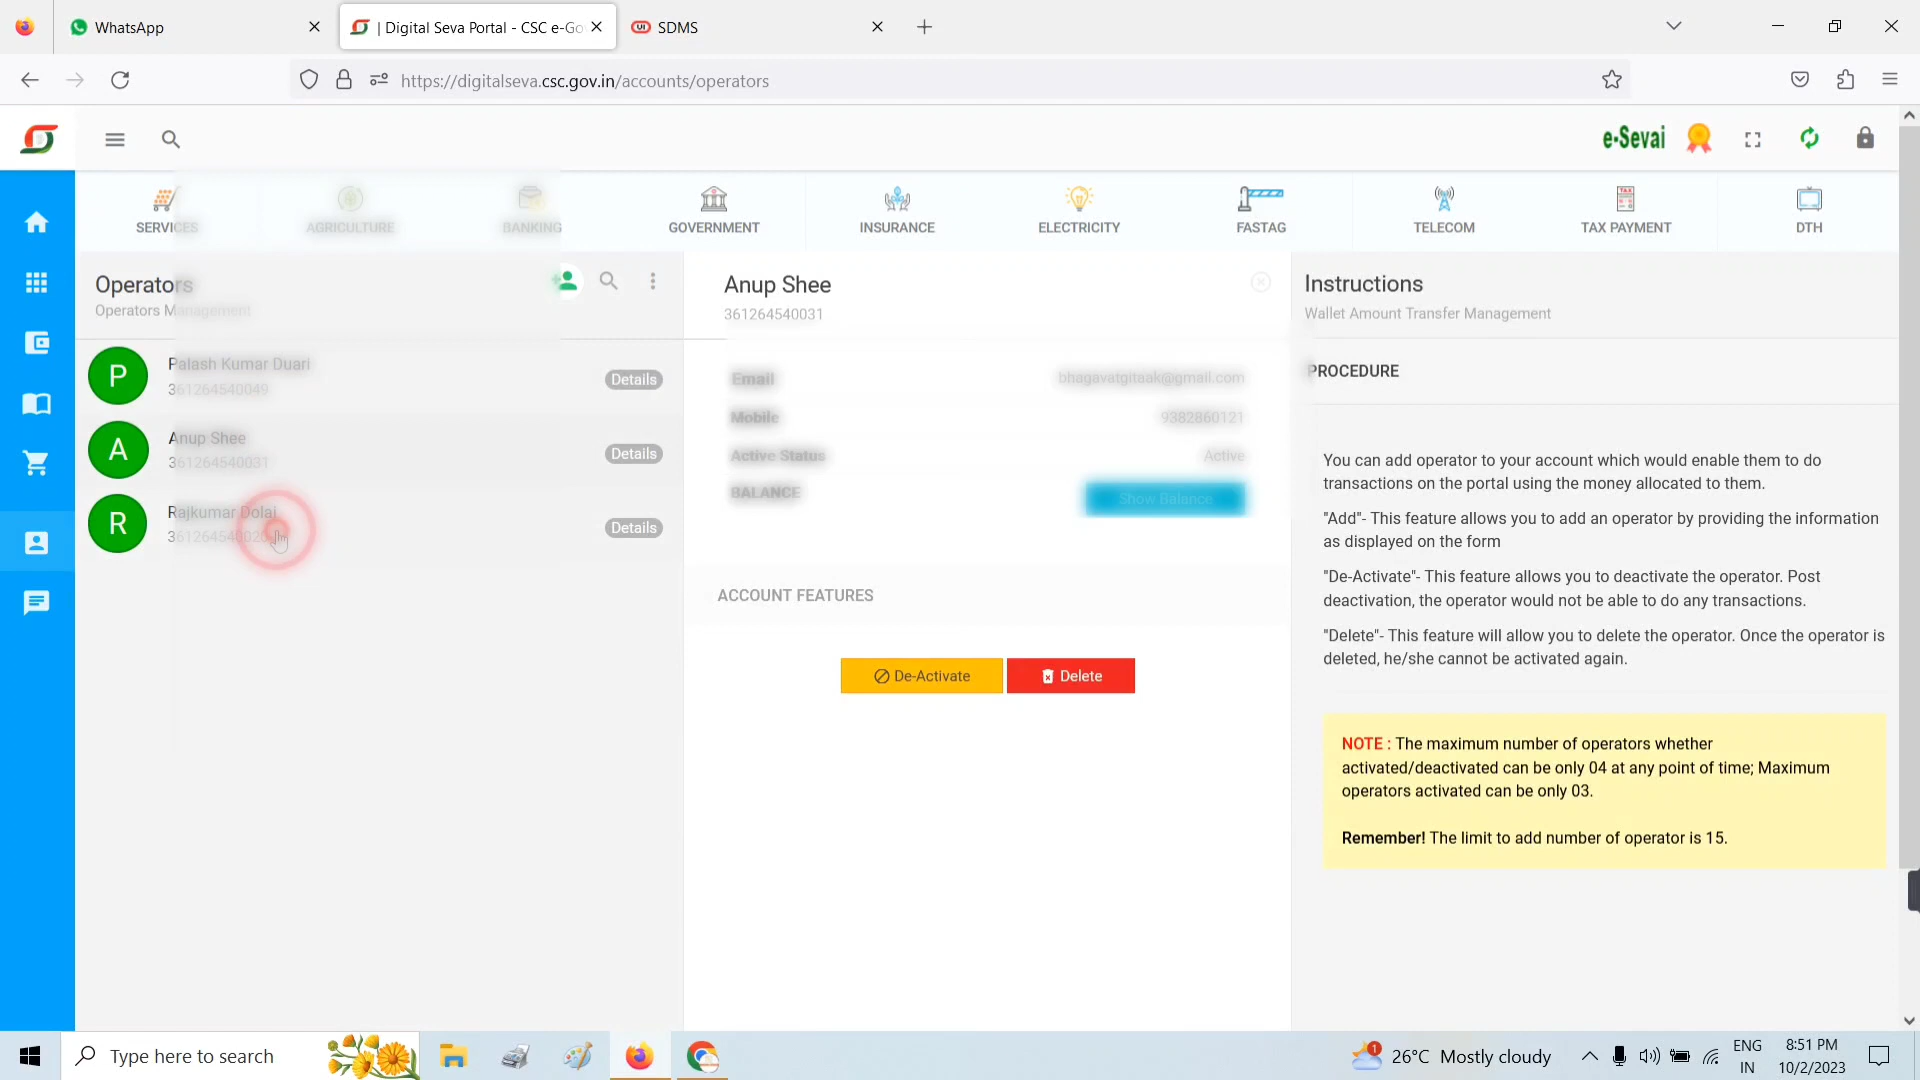 WhatsApp
| Digital Seva Portal - CSC e-Go
SDMS
https://digitalseva.csc.gov.in/accounts/operators
e-Sevai
SERVICES
AGRICULTURE
BANKING
GOVERNMENT
INSURANCE
ELECTRICITY
FASTAG
TELECOM
TAX PAYMENT
DTH
Operators
Operators Management
P
Palash Kumar Duari
361264540049
Details
A
Anup Shee
361264540031
Details
R
Rajkumar Dolai
Details
Anup Shee
361264540031
Email
bhagavatgitaak@gmail.com
Mobile
9382860121
Active Status
Active
BALANCE
Show Balance
ACCOUNT FEATURES
De-Activate
Delete
Instructions
Wallet Amount Transfer Management
PROCEDURE
You can add operator to your account which would enable them to do
transactions on the portal using the money allocated to them.
"Add"- This feature allows you to add an operator by providing the information
as displayed on the form
"De-Activate"- This feature allows you to deactivate the operator. Post
deactivation, the operator would not be able to do any transactions.
"Delete"- This feature will allow you to delete the operator. Once the operator is
deleted, he/she cannot be activated again.
NOTE : The maximum number of operators whether
activated/deactivated can be only 04 at any point of time; Maximum
operators activated can be only 03.
Remember! The limit to add number of operator is 15.
Type here to search
1
26°C Mostly cloudy
ENG
IN
8:51 PM
10/2/2023